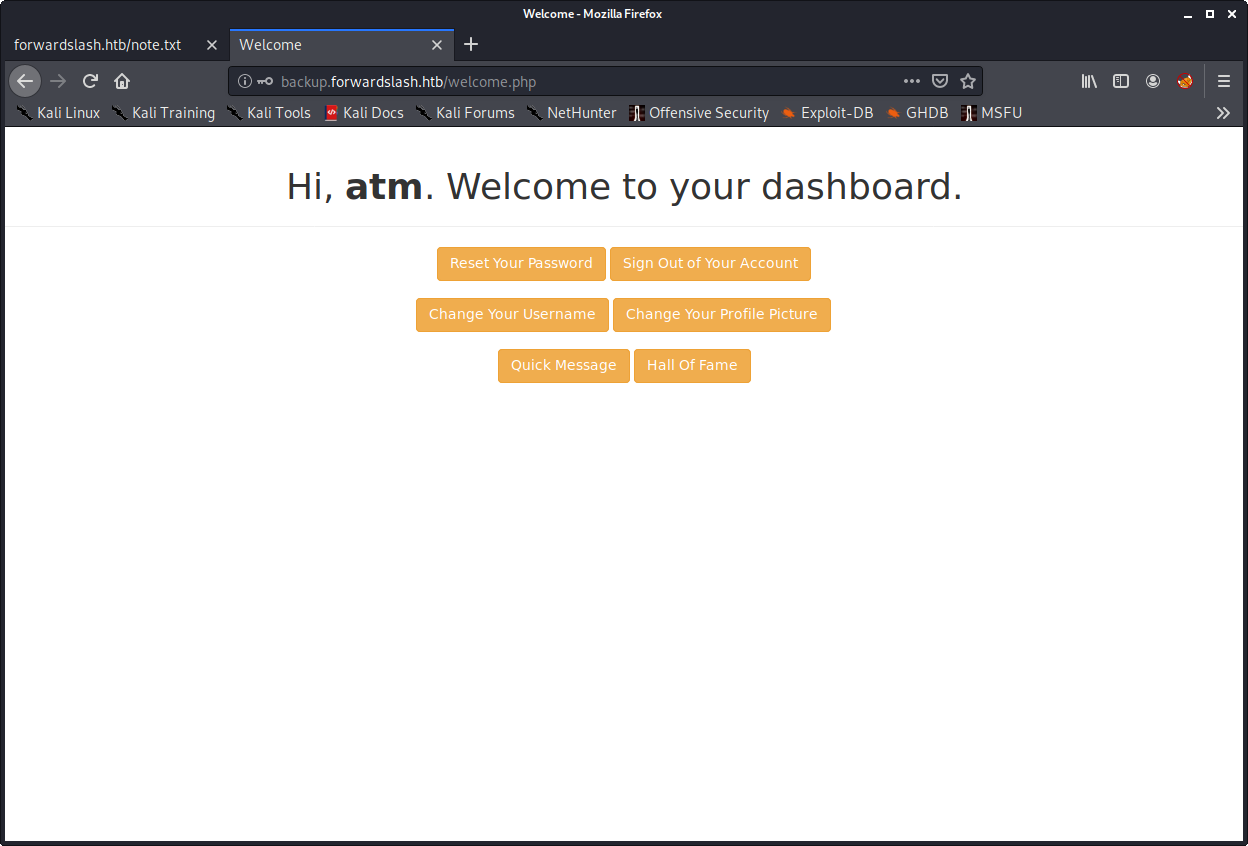 Welcome - Mozilla Firefox
forwardslash.htb/note.txt Welcome
backup.forwardslash.htb/welcome.php
Kali Linux Kali Training Kali Tools Kali Docs Kali Forums NetHunter Offensive Security Exploit-DB GHDB MSFU
Hi, atm. Welcome to your dashboard.
Reset Your Password Sign Out of Your Account
Change Your Username Change Your Profile Picture
Quick Message Hall Of Fame